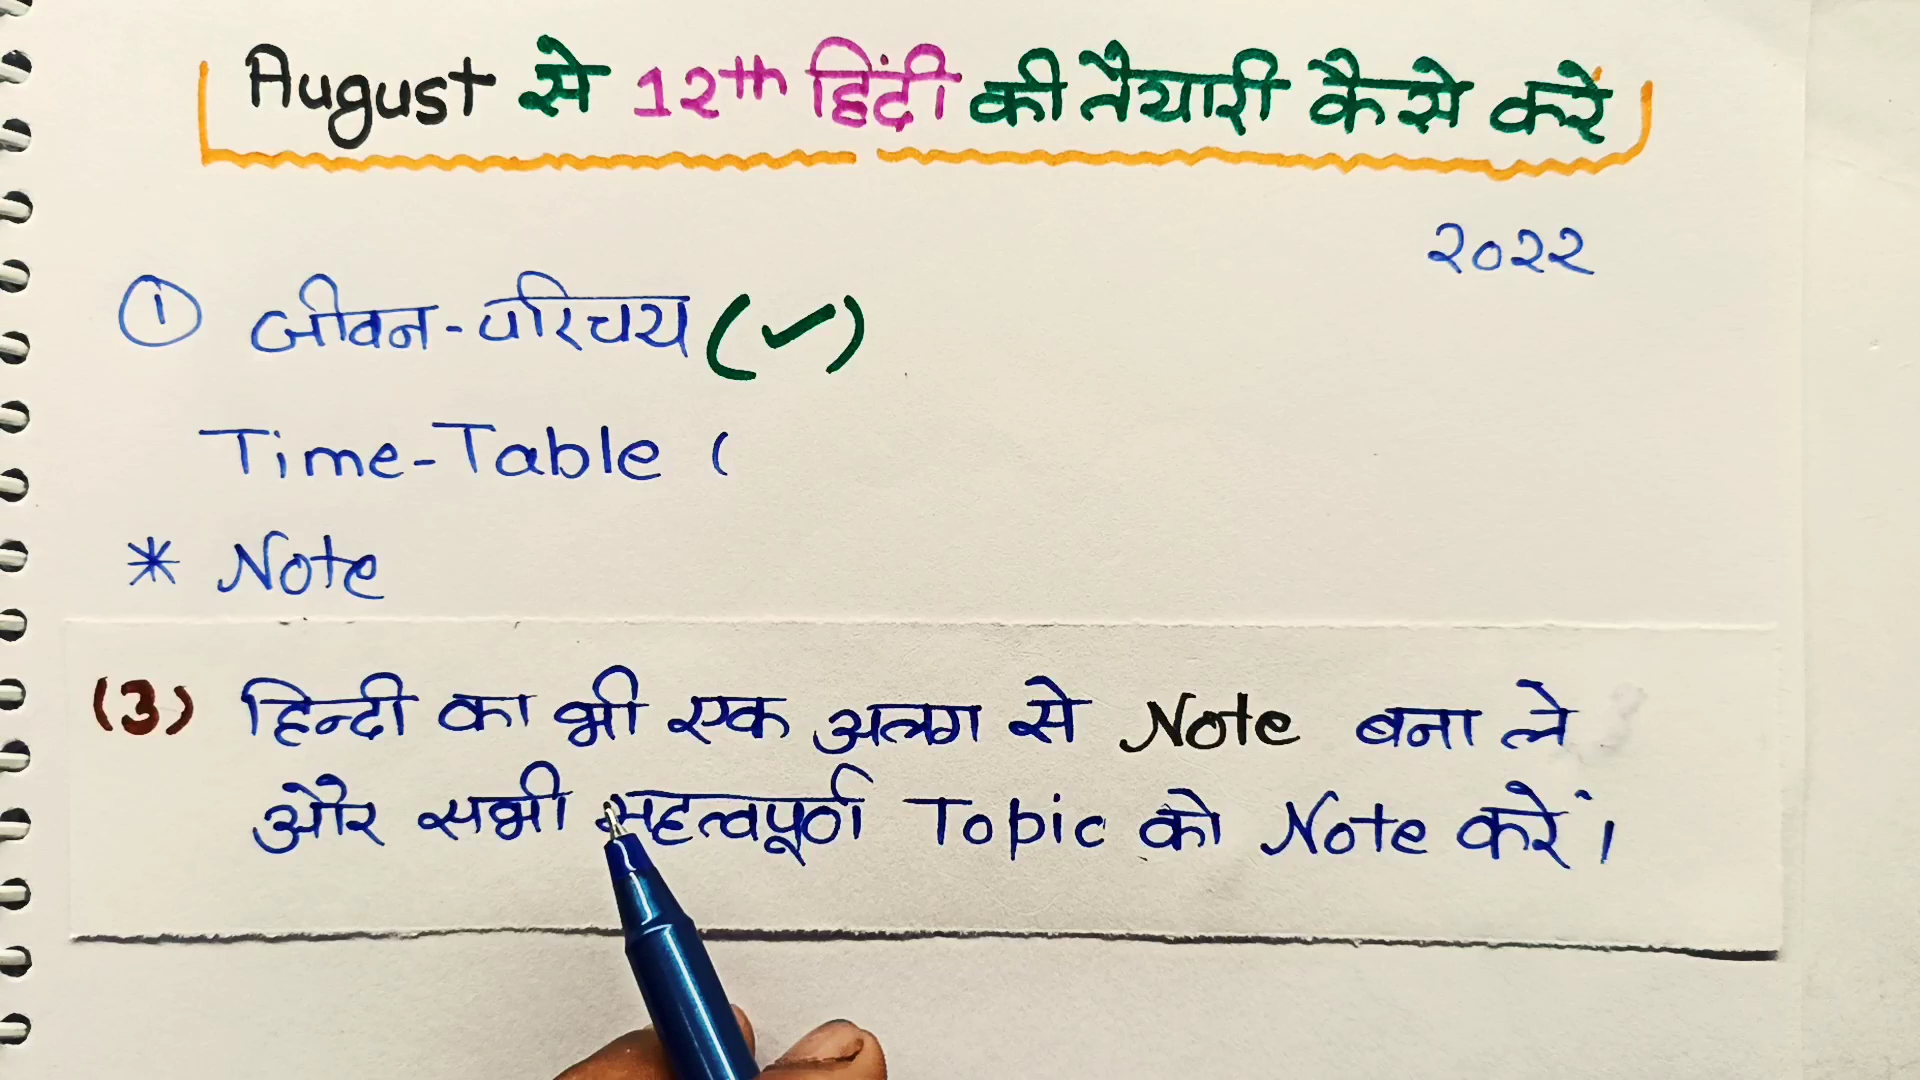 August से 12th हिंदी की तैयारी कैसे करें
२०२२
① जीवन-परिचय (✓)
Time-Table (
* Note
(3) हिन्दी का भी एक अलग से Note बना ले
और सभी महत्वपूर्ण Topic को Note करें।